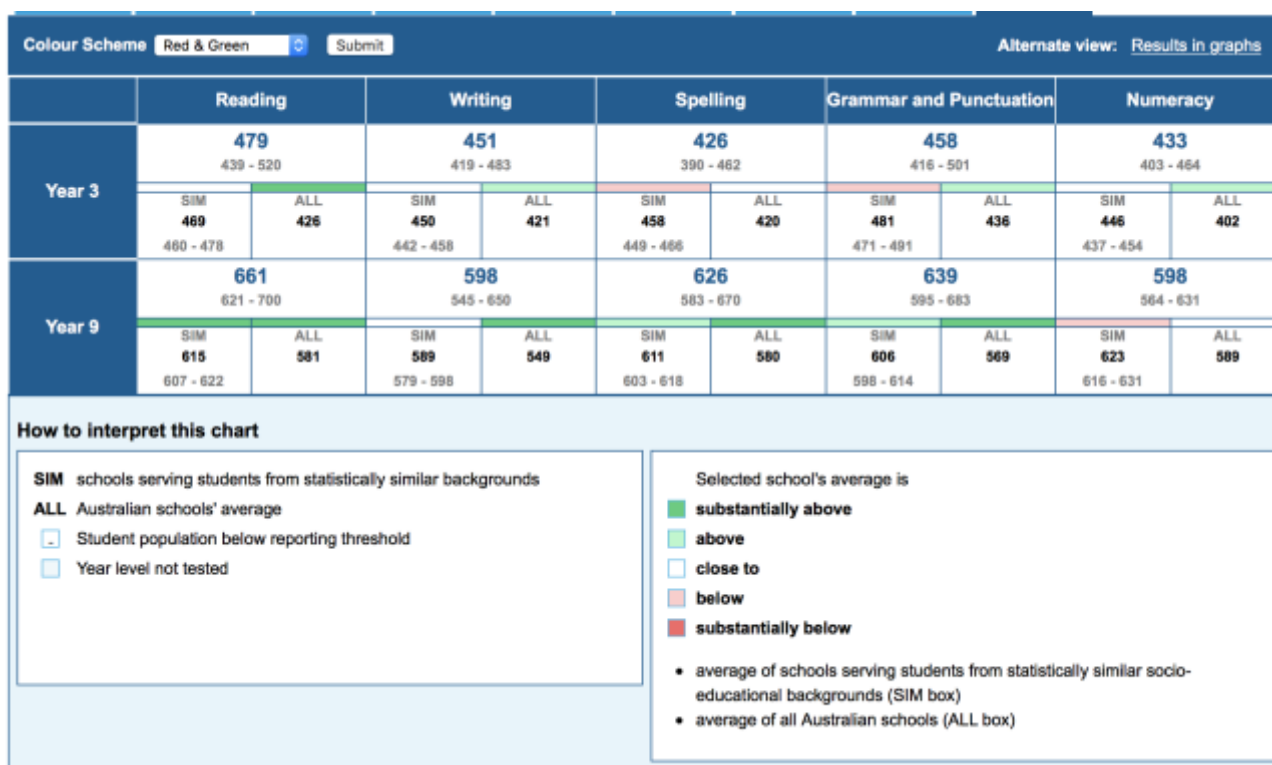 Colour Scheme Red & Green Submit Alternate view: Results in graphs
Reading Writing Spelling Grammar and Punctuation Numeracy
479 451 426 458 433
439 - 520 419 - 483 390 - 462 416 - 501 403 - 464
Year 3
SIM ALL SIM ALL SIM ALL SIM ALL SIM ALL
469 426 450 421 458 420 481 436 446 402
460 - 478 442 - 458 449 - 466 471 - 491 437 - 454
661 598 626 639 598
621 - 700 545 - 650 583 - 670 595 - 683 564 - 631
Year 9
SIM ALL SIM ALL SIM ALL SIM ALL SIM ALL
615 581 589 549 611 580 606 569 623 589
607 - 622 579 - 598 603 - 618 598 - 614 616 - 631
How to interpret this chart
SIM schools serving students from statistically similar backgrounds
ALL Australian schools' average
- Student population below reporting threshold
Year level not tested
Selected school's average is
substantially above
above
close to
below
substantially below
• average of schools serving students from statistically similar socio-
educational backgrounds (SIM box)
• average of all Australian schools (ALL box)